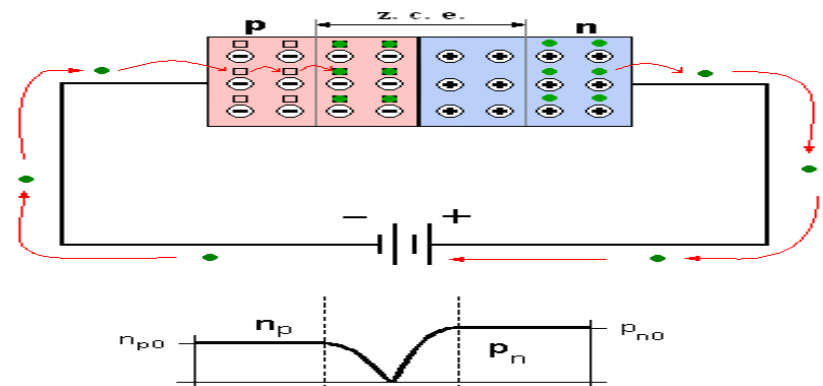 p z. c. e. n
− +
n_p0 n_p p_n p_n0